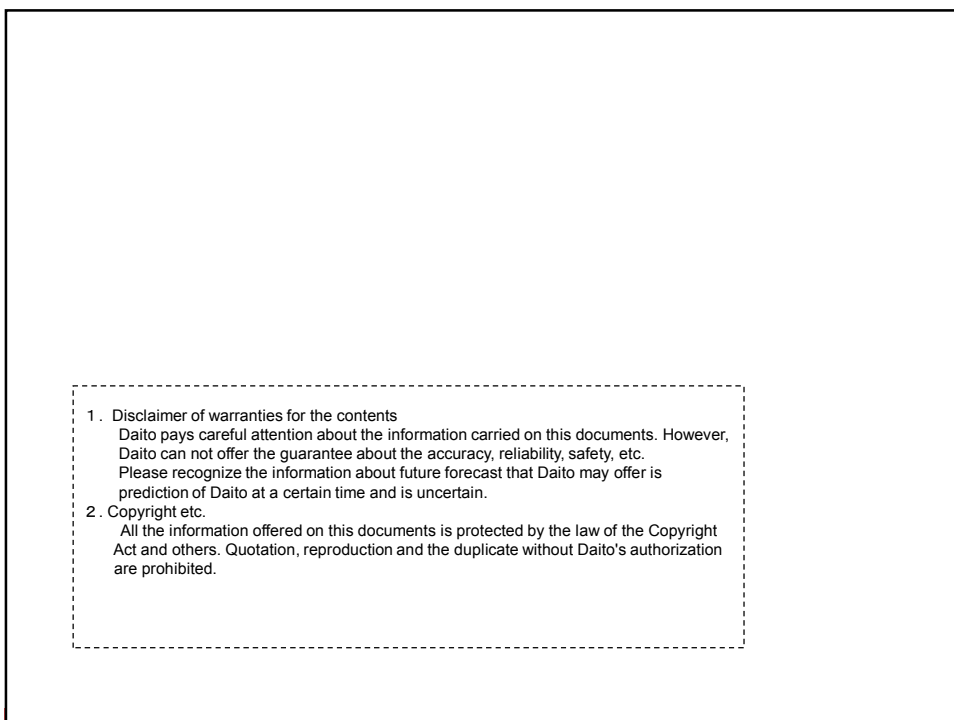 １． Disclaimer of warranties for the contents
Daito pays careful attention about the information carried on this documents. However,
Daito can not offer the guarantee about the accuracy, reliability, safety, etc.
Please recognize the information about future forecast that Daito may offer is
prediction of Daito at a certain time and is uncertain.
２．Copyright etc.
All the information offered on this documents is protected by the law of the Copyright
Act and others. Quotation, reproduction and the duplicate without Daito's authorization
are prohibited.